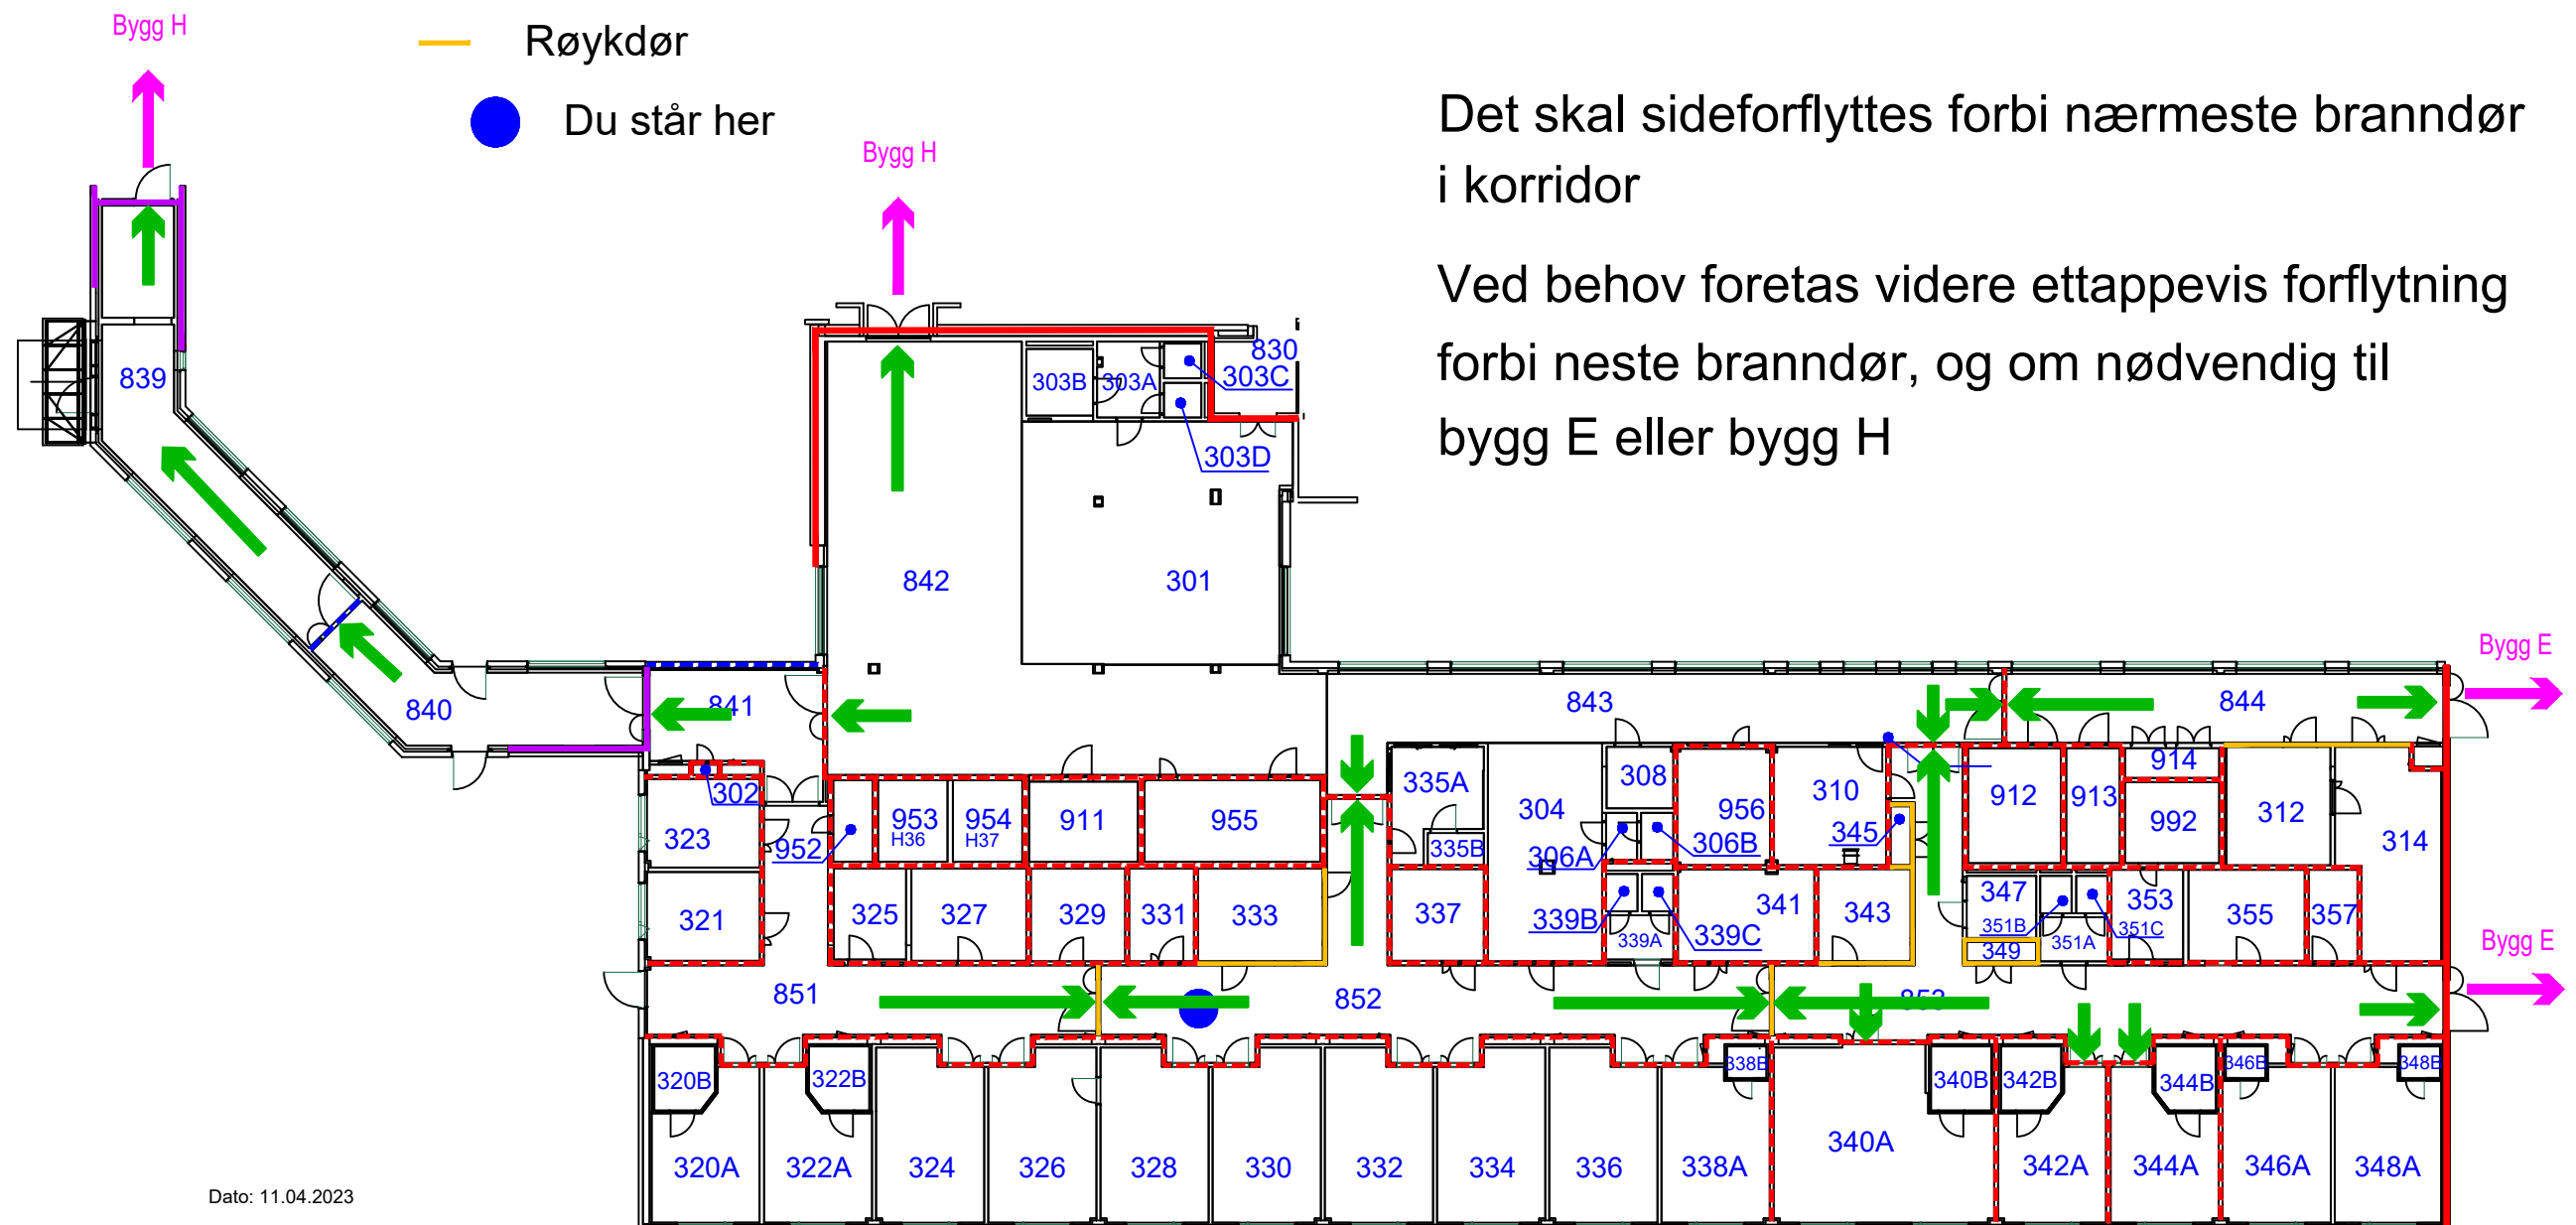 Bygg H
Røykdør
Du står her
Bygg H
Det skal sideforflyttes forbi nærmeste branndør
i korridor
Ved behov foretas videre ettappevis forflytning
forbi neste branndør, og om nødvendig til
bygg E eller bygg H
830
839
303B
303A
303C
303D
842
301
Bygg E
840
841
843
844
302
323
952
953
H36
954
H37
911
955
335A
335B
304
308
306A
306B
956
310
345
912
913
914
992
312
314
321
325
327
329
331
333
337
339B
339A
339C
341
343
347
351B
349
351A
351C
353
355
357
Bygg E
851
852
853
320B
322B
338B
340B
342B
344B
346B
348B
320A
322A
324
326
328
330
332
334
336
338A
340A
342A
344A
346A
348A
Dato: 11.04.2023